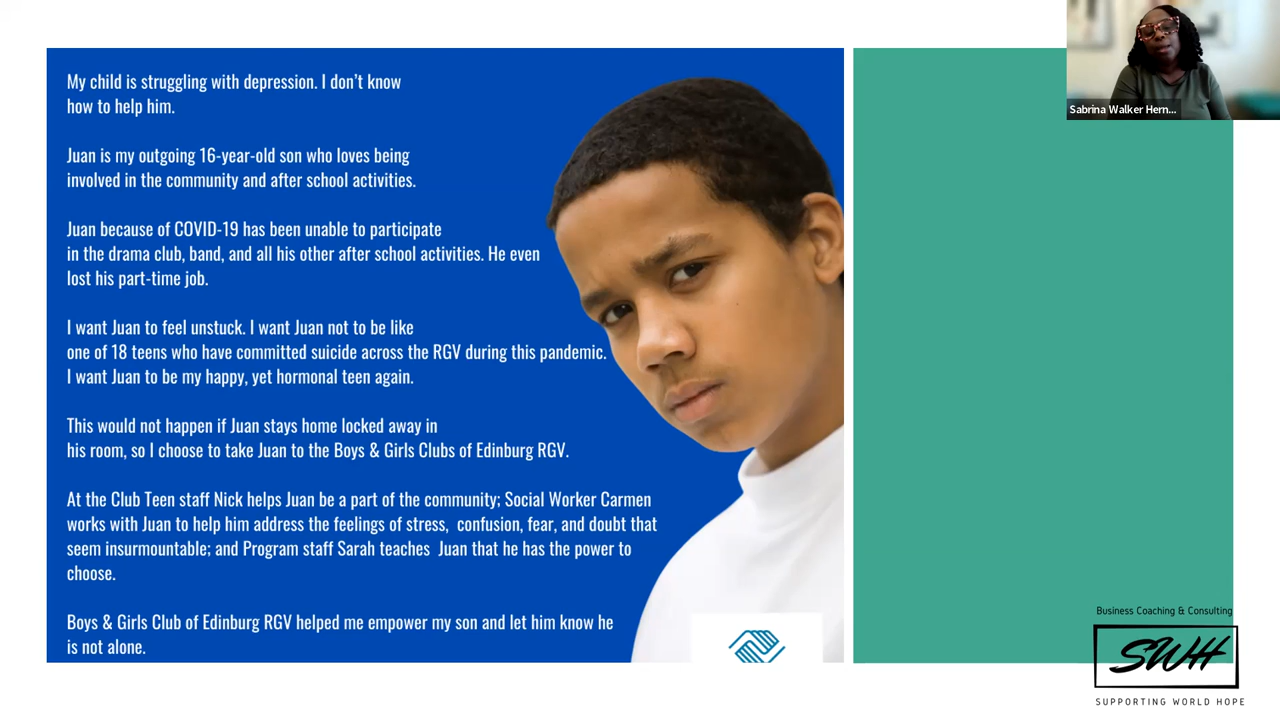 My child is struggling with depression. I don't know
how to help him.
Juan is my outgoing 16-year-old son who loves being
involved in the community and after school activities.
Juan because of COVID-19 has been unable to participate
in the drama club, band, and all his other after school activities. He even
lost his part-time job.
I want Juan to feel unstuck. I want Juan not to be like
one of 18 teens who have committed suicide across the RGV during this pandemic.
I want Juan to be my happy, yet hormonal teen again.
This would not happen if Juan stays home locked away in
his room, so I choose to take Juan to the Boys & Girls Clubs of Edinburg RGV.
At the Club Teen staff Nick helps Juan be a part of the community; Social Worker Carmen
works with Juan to help him address the feelings of stress,  confusion, fear, and doubt that
seem insurmountable; and Program staff Sarah teaches  Juan that he has the power to
choose.
Boys & Girls Club of Edinburg RGV helped me empower my son and let him know he
is not alone.
Sabrina Walker Hern...
Business Coaching & Consulting
SWH
SUPPORTING WORLD HOPE